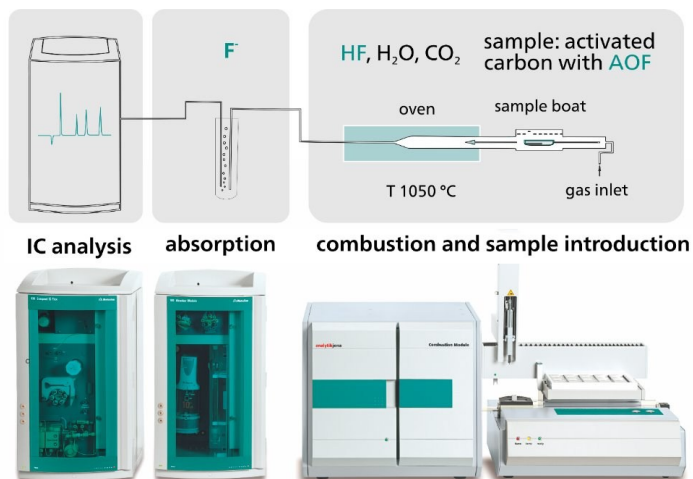 F⁻
HF, H₂O, CO₂
sample: activated
carbon with AOF
oven
sample boat
T 1050 °C
gas inlet
IC analysis
absorption
combustion and sample introduction
analytikjena
Combustion Module